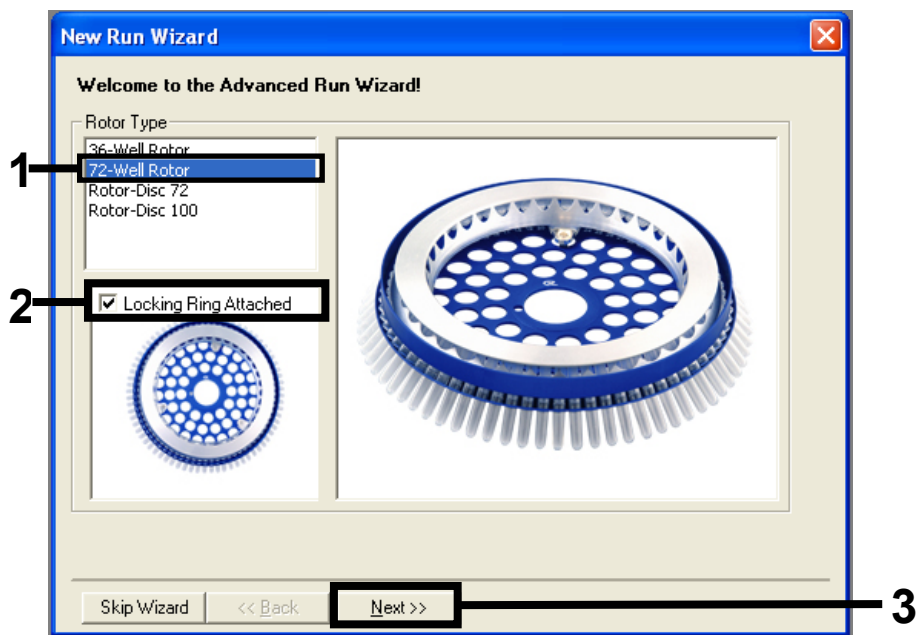 New Run Wizard
Welcome to the Advanced Run Wizard!
Rotor Type
36-Well Rotor
1
72-Well Rotor
Rotor-Disc 72
Rotor-Disc 100
2
Locking Ring Attached
Skip Wizard
<< Back
Next >>
3